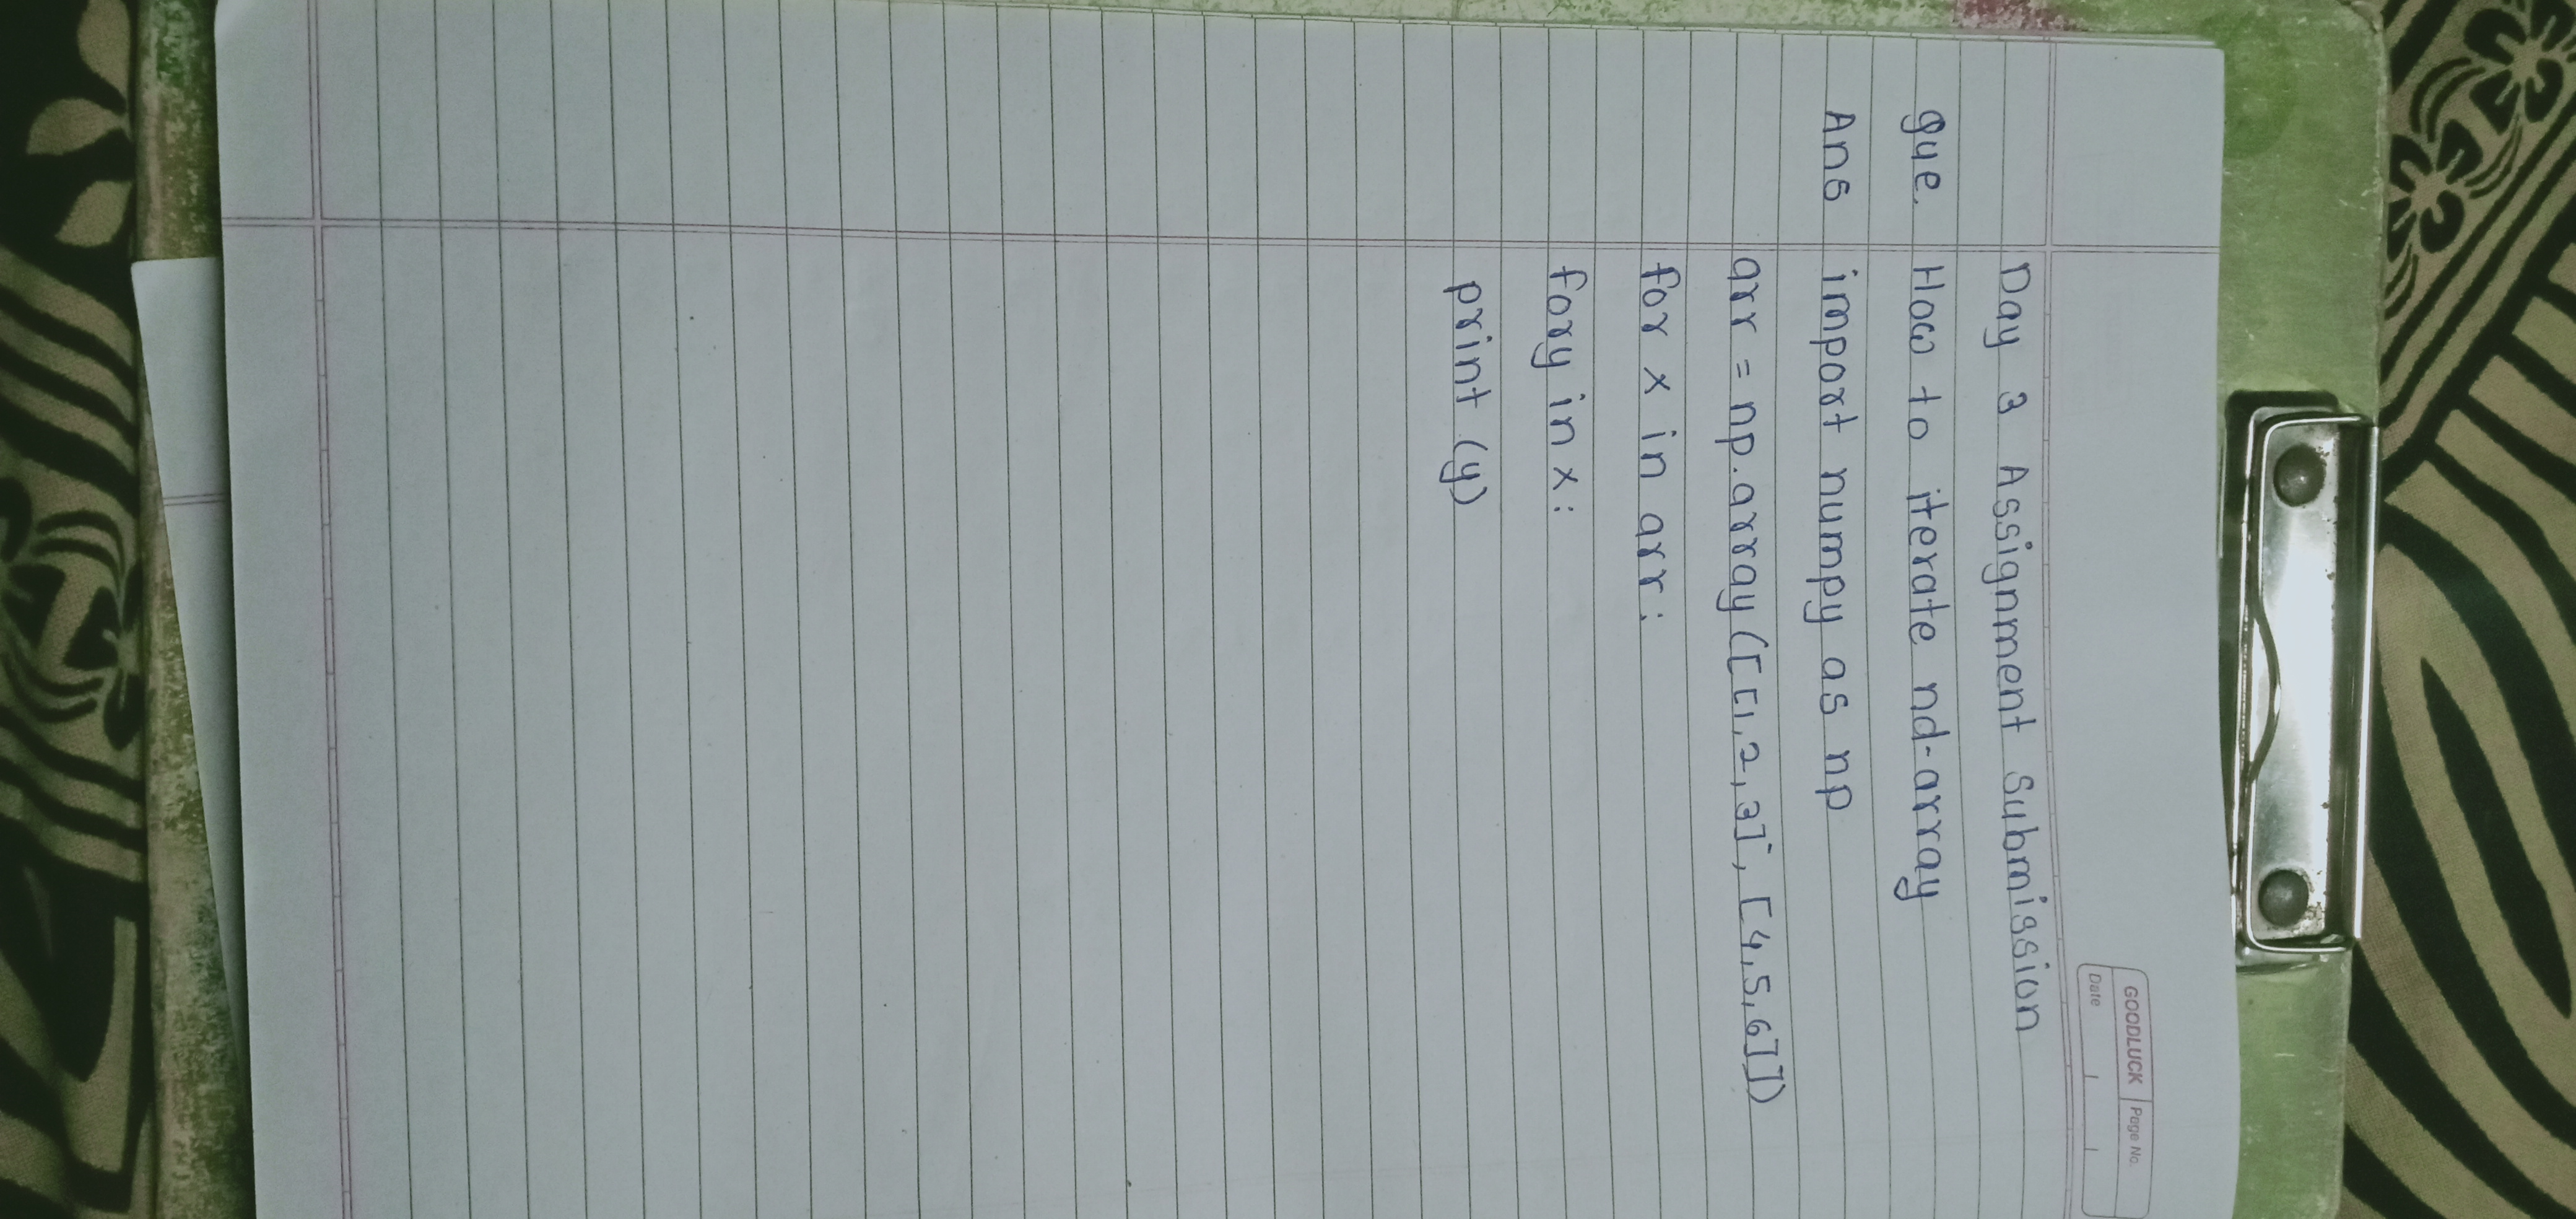 GOODLUCK Page No.
Date
Day 3 Assignment Submission
que. How to iterate nd-array
Ans import numpy as np
arr = np.array([[1,2,3], [4,5,6]])
for x in arr:
for y in x:
print (y)